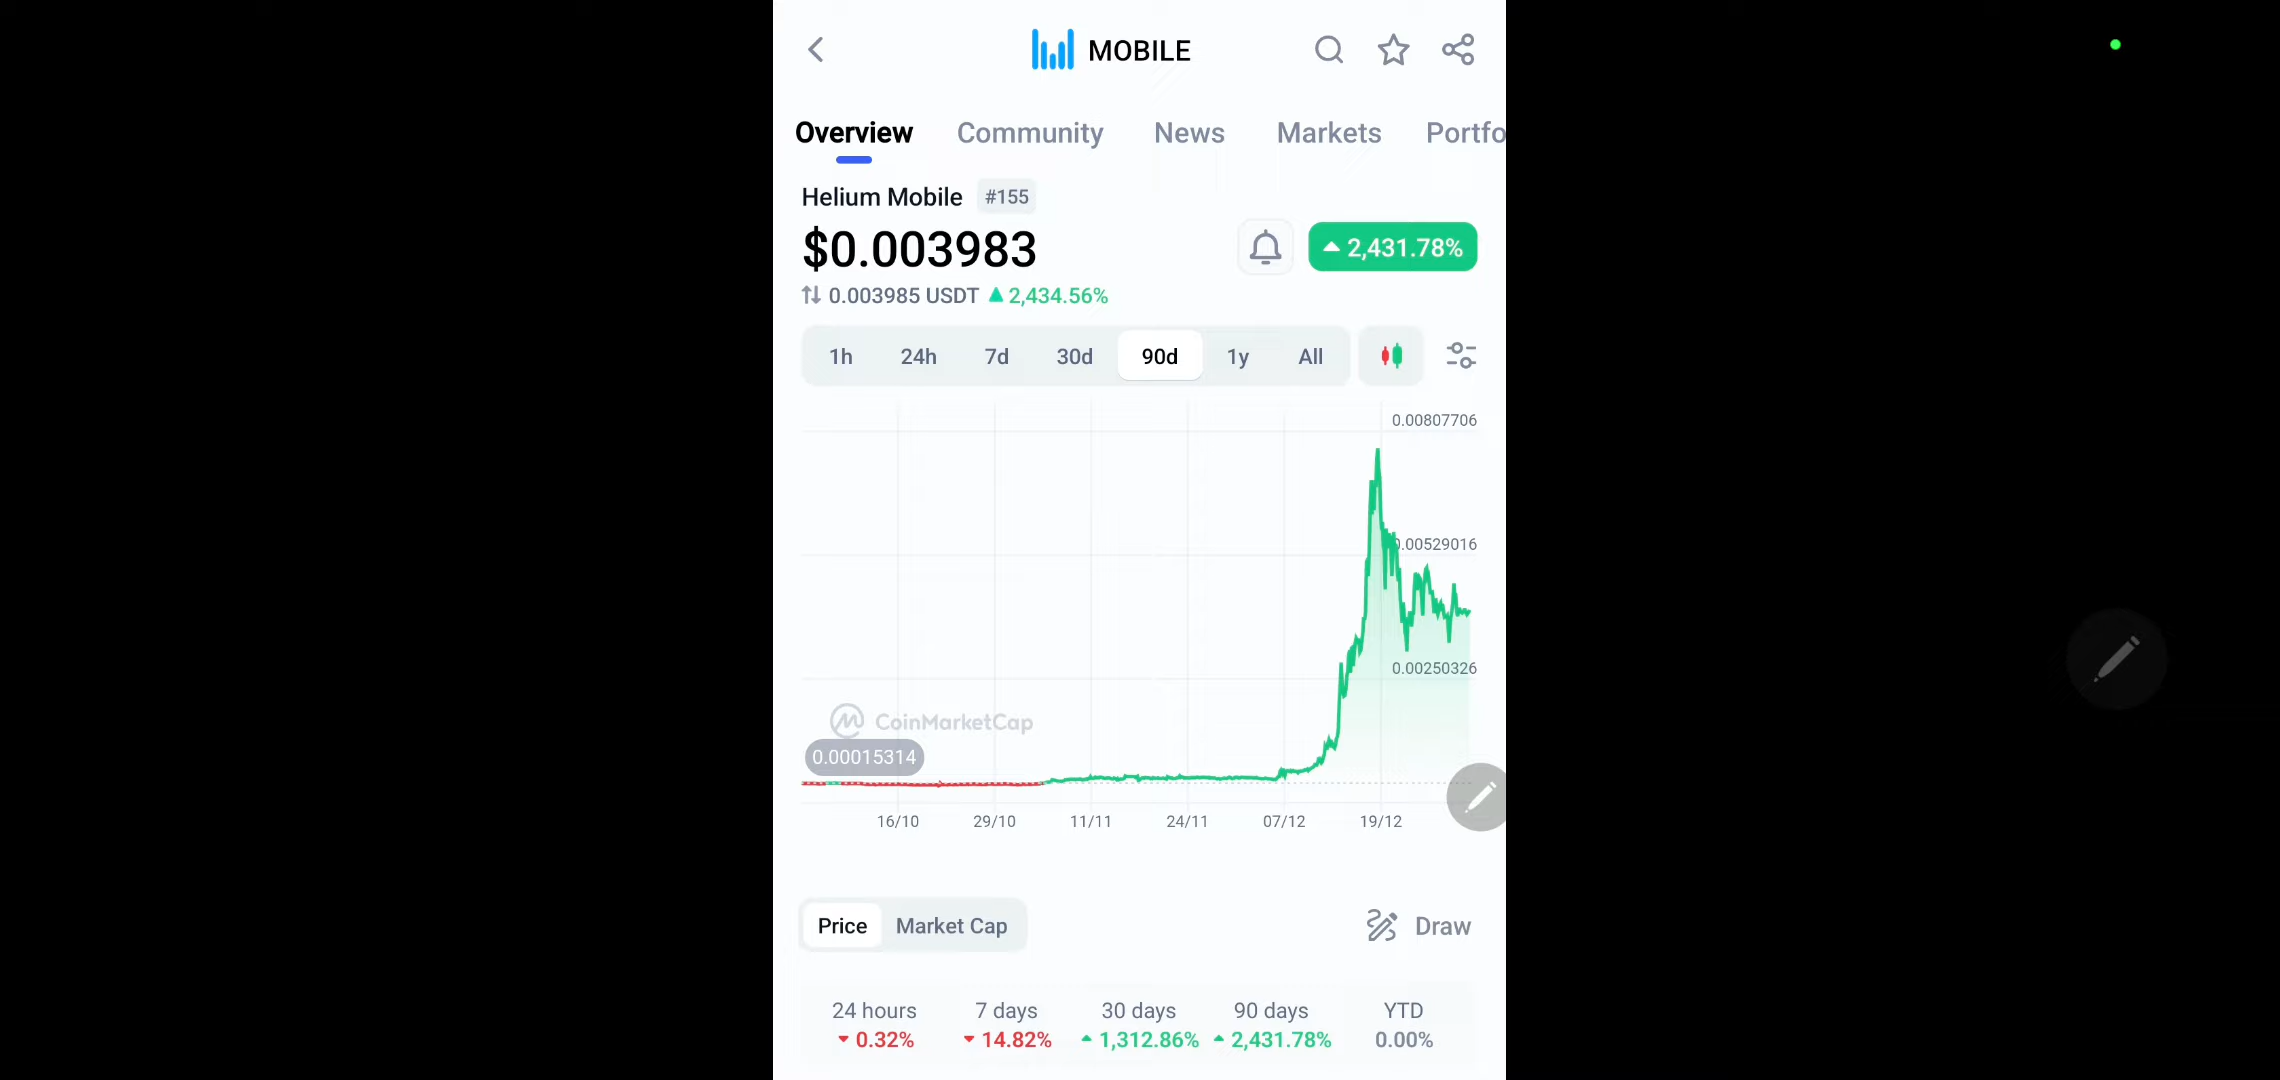 MOBILE
Overview Community News Markets Portfo
Helium Mobile #155
$0.003983 2,431.78%
0.003985 USDT 2,434.56%
1h 24h 7d 30d 90d 1y All
0.00807706
0.00529016
0.00250326
CoinMarketCap
0.00015314
16/10 29/10 11/11 24/11 07/12 19/12
Price Market Cap Draw
24 hours 7 days 30 days 90 days YTD
0.32% 14.82% 1,312.86% 2,431.78% 0.00%